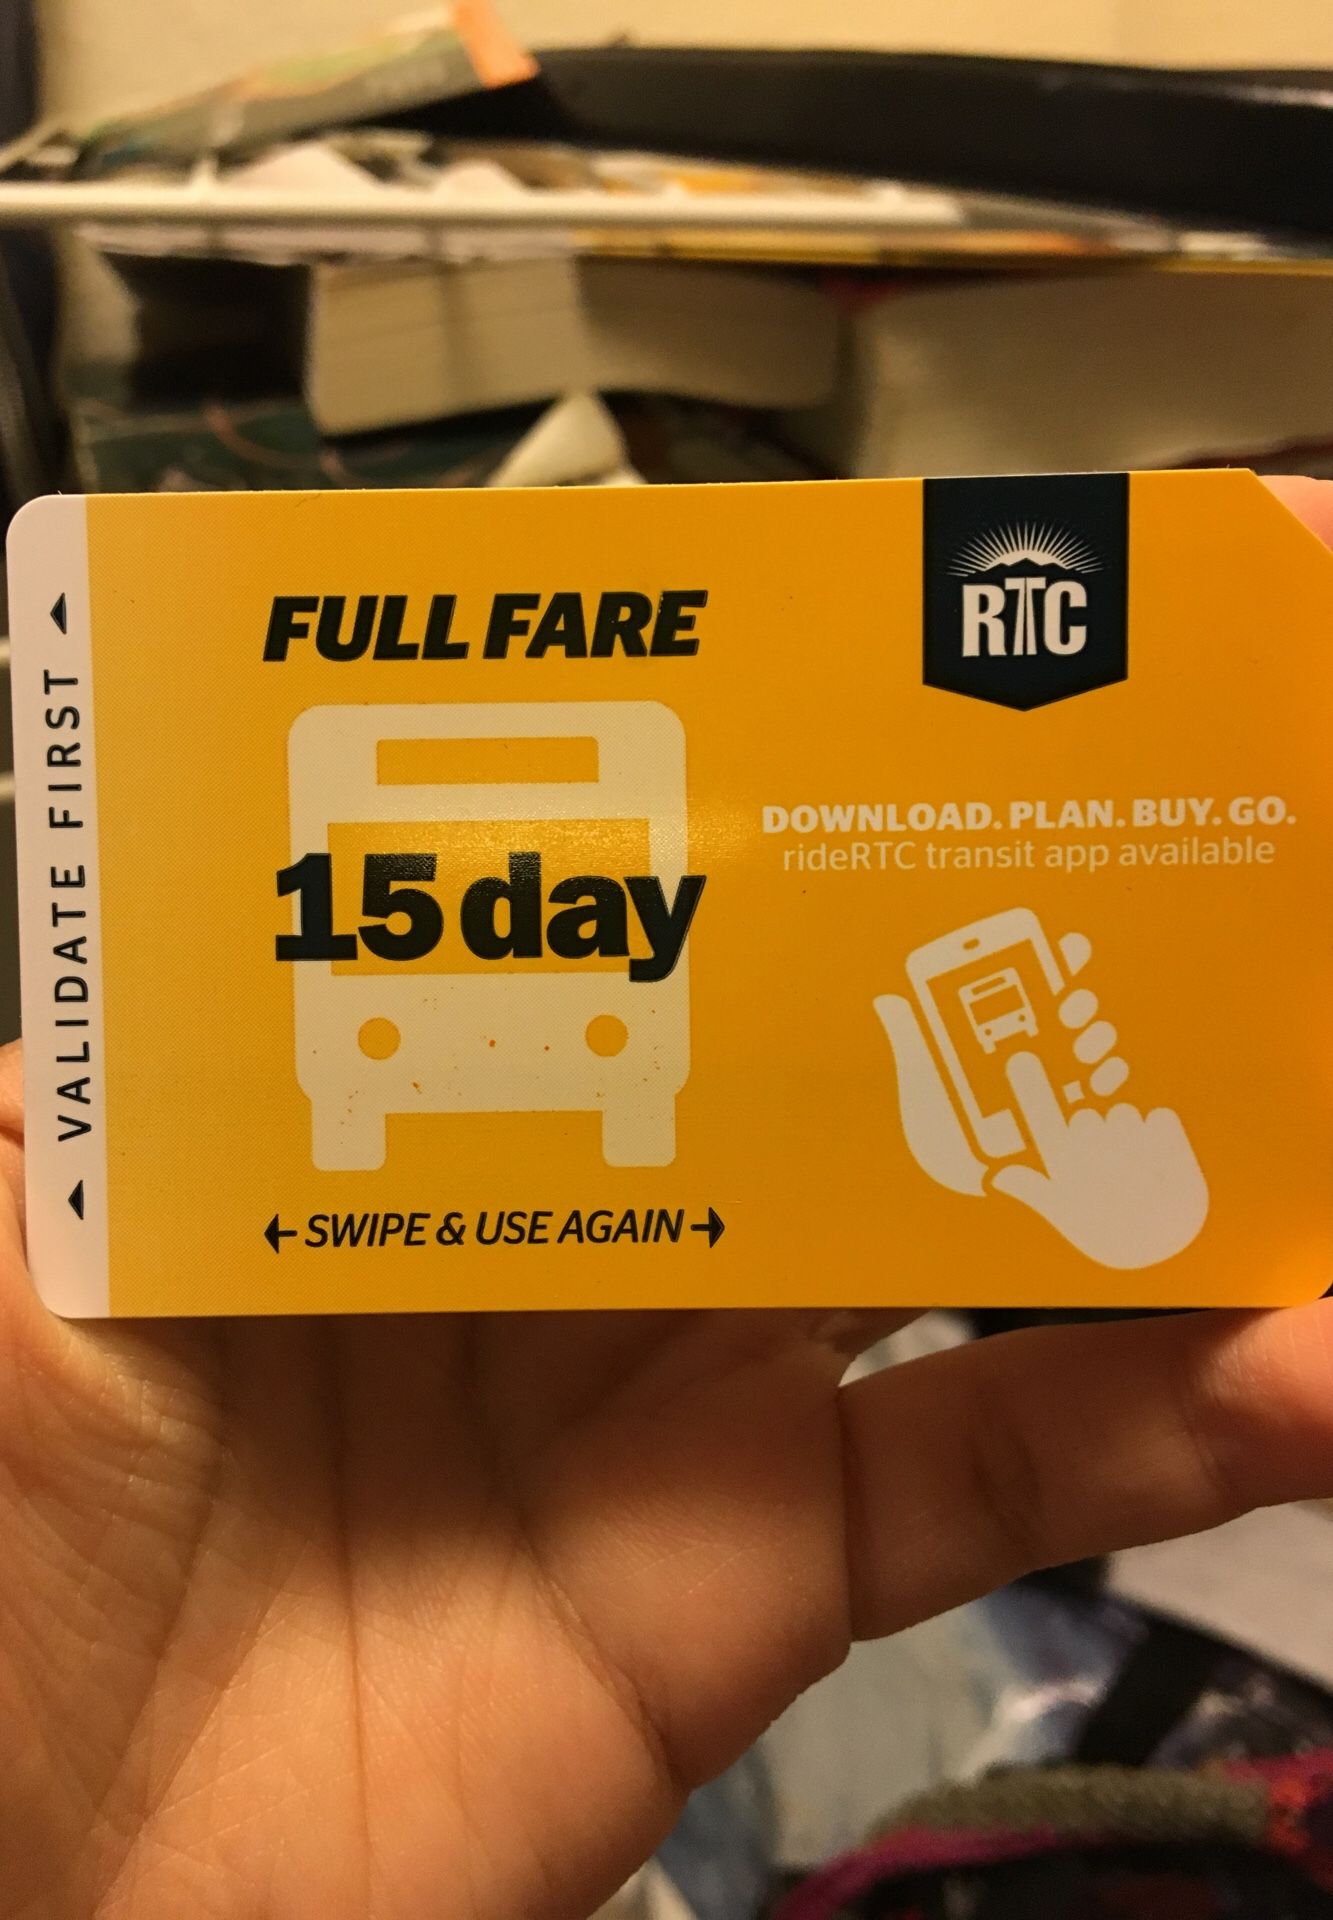 VALIDATE FIRST
FULL FARE
15 day
SWIPE & USE AGAIN
RTC
DOWNLOAD. PLAN. BUY. GO.
rideRTC transit app available